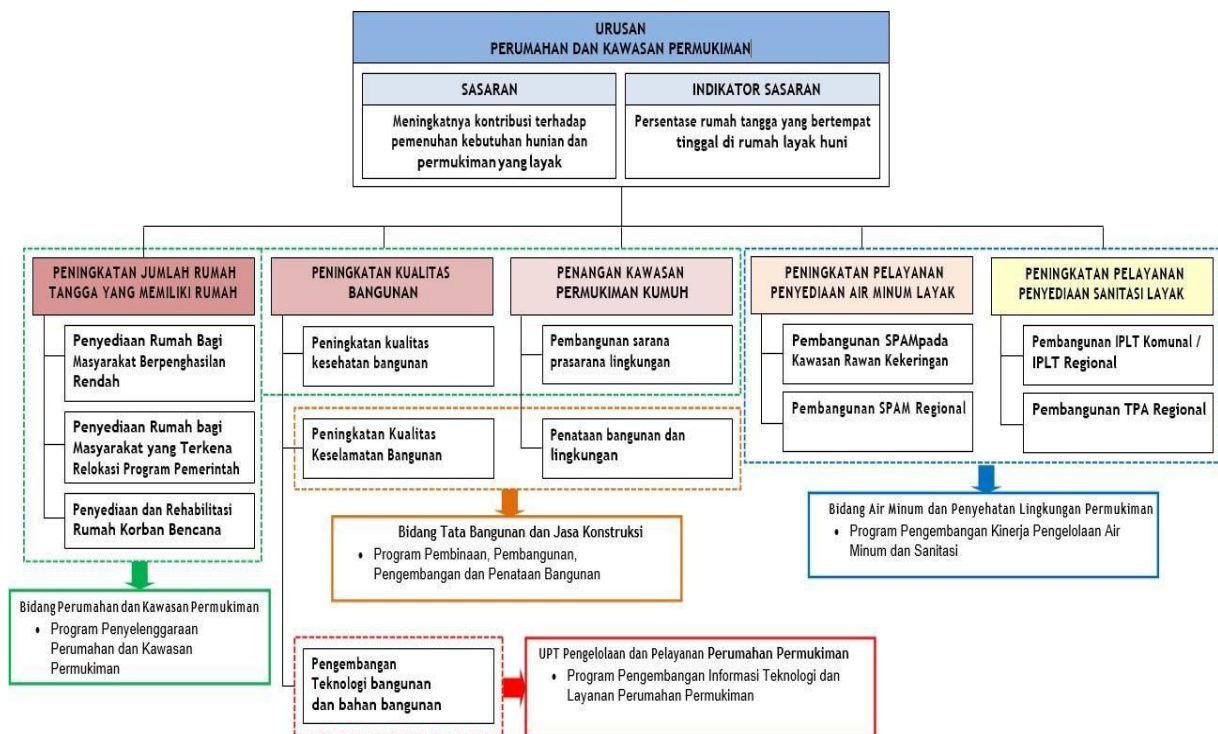 URUSAN
PERUMAHAN DAN KAWASAN PERMUKIMAN
SASARAN
Meningkatnya kontribusi terhadap
pemenuhan kebutuhan hunian dan
permukiman yang layak
INDIKATOR SASARAN
Persentase rumah tangga yang bertempat
tinggal di rumah layak huni
PENINGKATAN JUMLAH RUMAH
TANGGA YANG MEMILIKI RUMAH
Penyediaan Rumah Bagi
Masyarakat Berpenghasilan
Rendah
Penyediaan Rumah bagi
Masyarakat yang Terkena
Relokasi Program Pemerintah
Penyediaan dan Rehabilitasi
Rumah Korban Bencana
PENINGKATAN KUALITAS
BANGUNAN
Peningkatan kualitas
kesehatan bangunan
Peningkatan Kualitas
Keselamatan Bangunan
PENANGAN KAWASAN
PERMUKIMAN KUMUH
Pembangunan sarana
prasarana lingkungan
Penataan bangunan dan
lingkungan
PENINGKATAN PELAYANAN
PENYEDIAAN AIR MINUM LAYAK
Pembangunan SPAMpada
Kawasan Rawan Kekeringan
Pembangunan SPAM Regional
PENINGKATAN PELAYANAN
PENYEDIAAN SANITASI LAYAK
Pembangunan IPLT Komunal /
IPLT Regional
Pembangunan TPA Regional
Bidang Perumahan dan Kawasan Permukiman
• Program Penyelenggaraan
Perumahan dan Kawasan
Permukiman
Bidang Tata Bangunan dan Jasa Konstruksi
• Program Pembinaan, Pembangunan,
Pengembangan dan Penataan Bangunan
Bidang Air Minum dan Penyehatan Lingkungan Permukiman
• Program Pengembangan Kinerja Pengelolaan Air
Minum dan Sanitasi
Pengembangan
Teknologi bangunan
dan bahan bangunan
UPT Pengelolaan dan Pelayanan Perumahan Permukiman
• Program Pengembangan Informasi Teknologi dan
Layanan Perumahan Permukiman